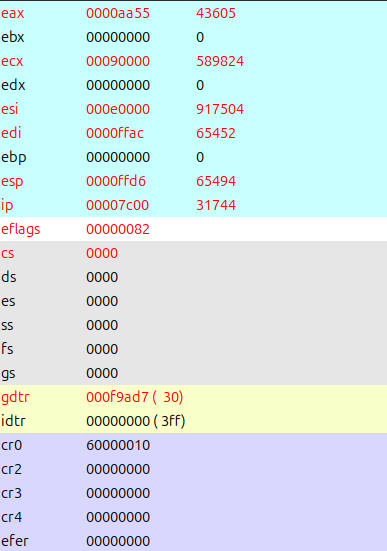 eax 0000aa55 43605
ebx 00000000 0
ecx 00090000 589824
edx 00000000 0
esi 000e0000 917504
edi 0000ffac 65452
ebp 00000000 0
esp 0000ffd6 65494
ip 00007c00 31744
eflags 00000082
cs 0000
ds 0000
es 0000
ss 0000
fs 0000
gs 0000
gdtr 000f9ad7 ( 30)
idtr 00000000 ( 3ff)
cr0 60000010
cr2 00000000
cr3 00000000
cr4 00000000
efer 00000000